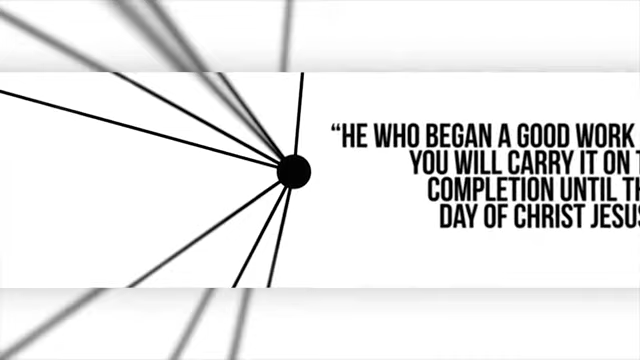 “HE WHO BEGAN A GOOD WORK
YOU WILL CARRY IT ON
COMPLETION UNTIL
DAY OF CHRIST JESUS